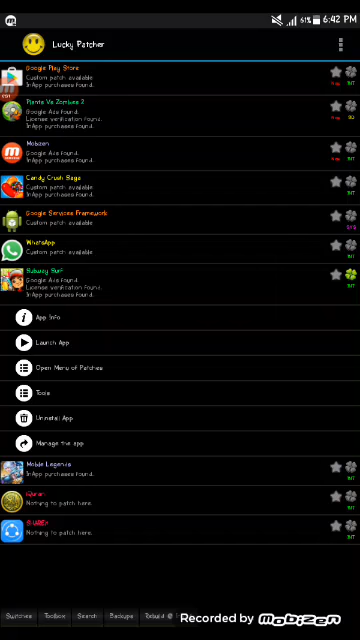 61% 6:42 PM
Lucky Patcher
Google Play Store
Custom patch available
InApp purchases found.
Plants Vs Zombies 2
Google Ads found.
License verification found.
InApp purchases found.
Mobizen
Google Ads found.
InApp purchases found.
Candy Crush Saga
Custom patch available
InApp purchases found.
Google Services Framework
Custom patch available
WhatsApp
Custom patch available
Subway Surf
Google Ads found.
License verification found.
InApp purchases found.
App Info
Launch App
Open Menu of Patches
Tools
Uninstall App
Manage the app
Mobile Legends
InApp purchases found.
iQuran
Nothing to patch here.
SHAREit
Nothing to patch here.
Switches Toolbox Search Backups Rebuild &
Recorded by Mobizen